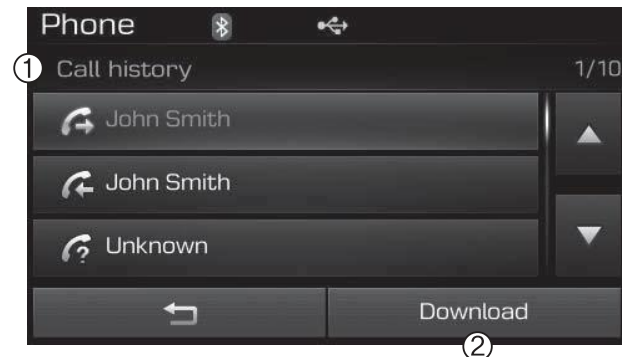 Phone
① Call history 1/10
John Smith
John Smith
? Unknown
Download
②